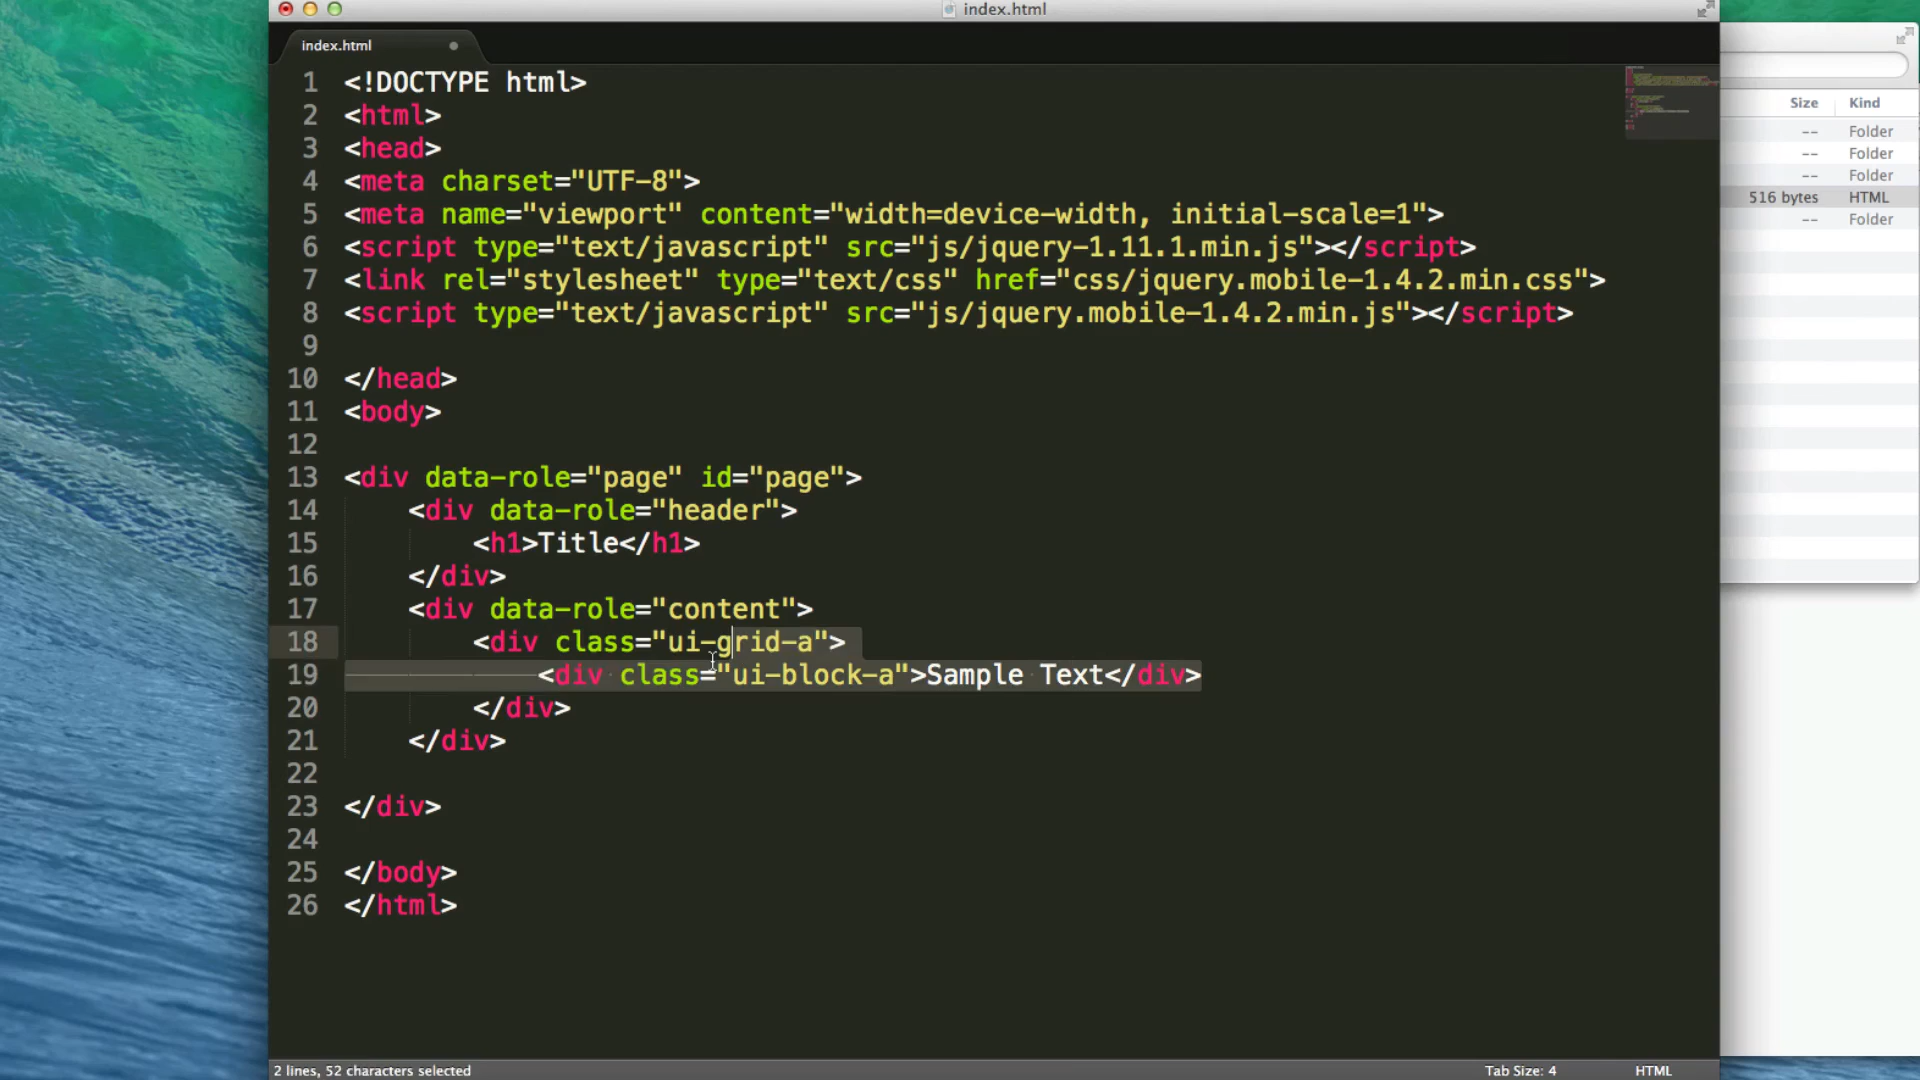 index.html
index.html
1 <!DOCTYPE html>
2 <html>
3 <head>
4 <meta charset="UTF-8">
5 <meta name="viewport" content="width=device-width, initial-scale=1">
6 <script type="text/javascript" src="js/jquery-1.11.1.min.js"></script>
7 <link rel="stylesheet" type="text/css" href="css/jquery.mobile-1.4.2.min.css">
8 <script type="text/javascript" src="js/jquery.mobile-1.4.2.min.js"></script>
9
10 </head>
11 <body>
12
13 <div data-role="page" id="page">
14 <div data-role="header">
15 <h1>Title</h1>
16 </div>
17 <div data-role="content">
18 <div class="ui-grid-a">
19 <div class="ui-block-a">Sample Text</div>
20 </div>
21 </div>
22
23 </div>
24
25 </body>
26 </html>
Size Kind
-- Folder
-- Folder
-- Folder
516 bytes HTML
-- Folder
2 lines, 52 characters selected
Tab Size: 4
HTML